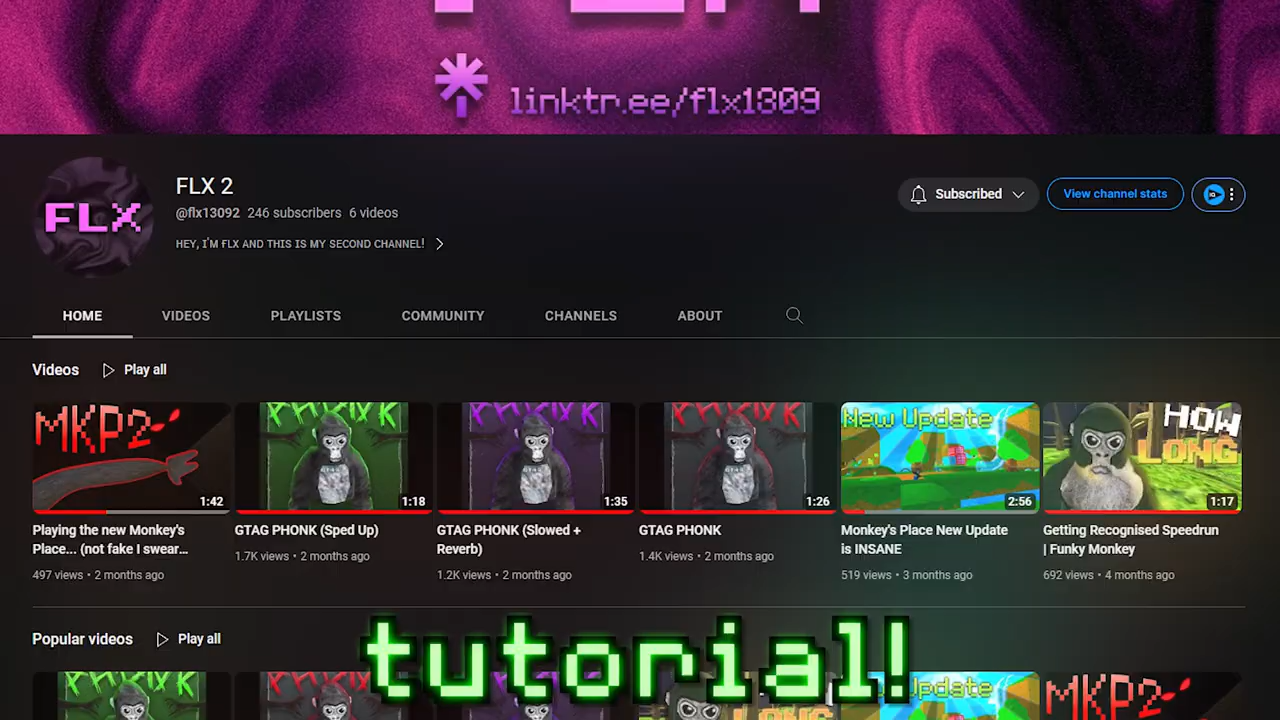 linktr.ee/flx1309
FLX
FLX 2
@flx13092 246 subscribers 6 videos
HEY, I'M FLX AND THIS IS MY SECOND CHANNEL!
Subscribed
View channel stats
HOME VIDEOS PLAYLISTS COMMUNITY CHANNELS ABOUT
Videos Play all
MKP2
PHONK
PHONK
PHONK
New Update
HOW LONG
1:42
1:18
1:35
1:26
2:56
1:17
Playing the new Monkey's
Place... (not fake I swear...
497 views • 2 months ago
GTAG PHONK (Sped Up)
1.7K views • 2 months ago
GTAG PHONK (Slowed +
Reverb)
1.2K views • 2 months ago
GTAG PHONK
1.4K views • 2 months ago
Monkey's Place New Update
is INSANE
519 views • 3 months ago
Getting Recognised Speedrun
| Funky Monkey
692 views • 4 months ago
Popular videos Play all
tutorial!
PHONK
Update
MKP2